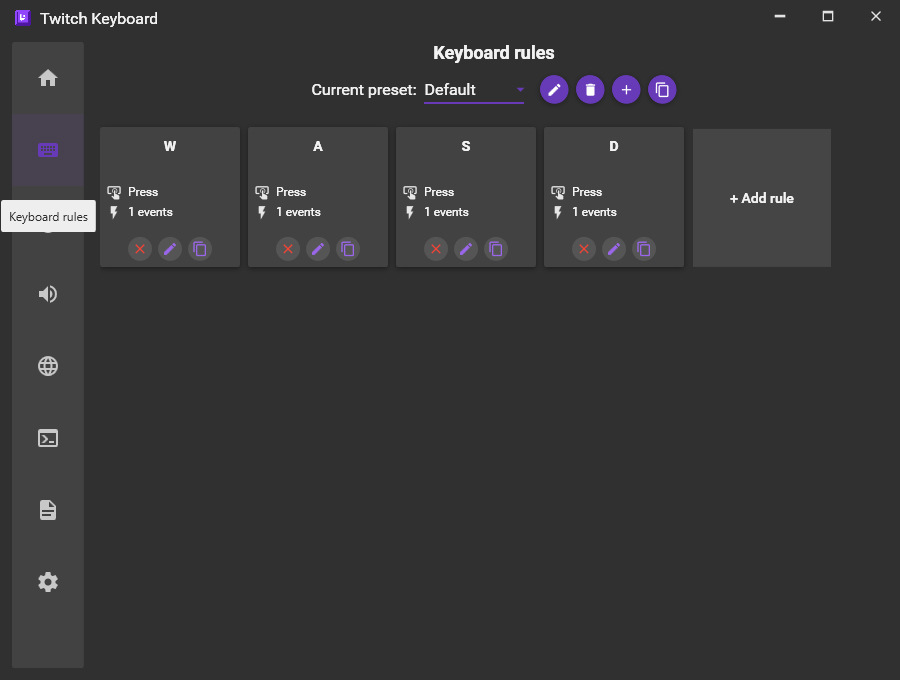 Twitch Keyboard
Keyboard rules
Current preset: Default
W
Press
1 events
A
Press
1 events
S
Press
1 events
D
Press
1 events
+ Add rule
Keyboard rules